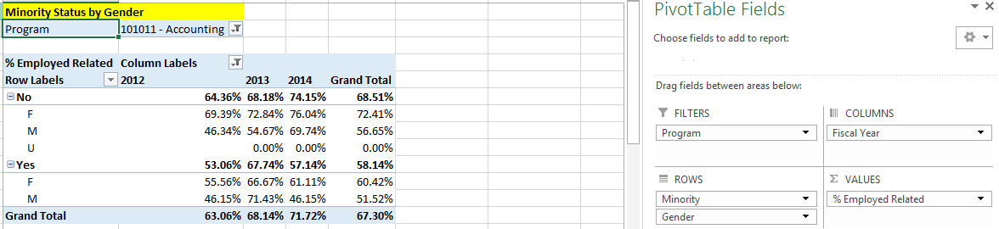 Minority Status by Gender
Program 101011 - Accounting
% Employed Related Column Labels
Row Labels 2012 2013 2014 Grand Total
No 64.36% 68.18% 74.15% 68.51%
F 69.39% 72.84% 76.04% 72.41%
M 46.34% 54.67% 69.74% 56.65%
U 0.00% 0.00% 0.00%
Yes 53.06% 67.74% 57.14% 58.14%
F 55.56% 66.67% 61.11% 60.42%
M 46.15% 71.43% 46.15% 51.52%
Grand Total 63.06% 68.14% 71.72% 67.30%
PivotTable Fields
Choose fields to add to report:
Drag fields between areas below:
FILTERS
Program
COLUMNS
Fiscal Year
ROWS
Minority
Gender
Σ VALUES
% Employed Related